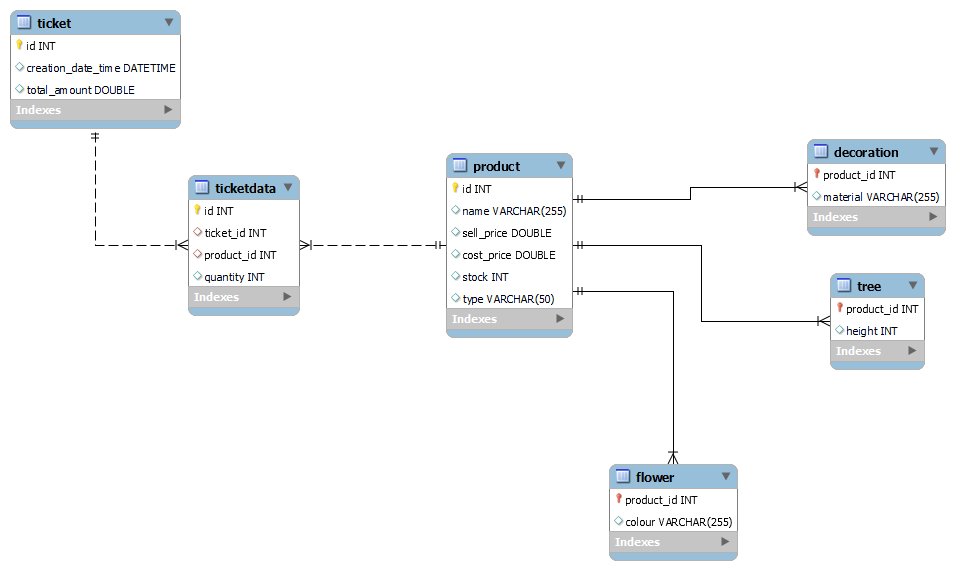 ticket
id INT
creation_date_time DATETIME
total_amount DOUBLE
Indexes
ticketdata
id INT
ticket_id INT
product_id INT
quantity INT
Indexes
product
id INT
name VARCHAR(255)
sell_price DOUBLE
cost_price DOUBLE
stock INT
type VARCHAR(50)
Indexes
decoration
product_id INT
material VARCHAR(255)
Indexes
tree
product_id INT
height INT
Indexes
flower
product_id INT
colour VARCHAR(255)
Indexes